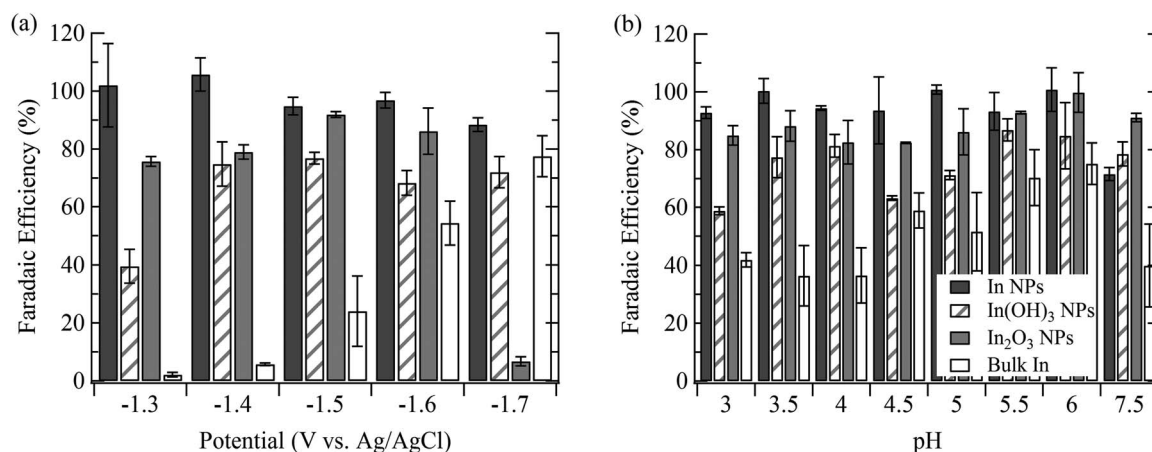 (a)
120
100
80
60
40
20
0
Faradaic Efficiency (%)
-1.3 -1.4 -1.5 -1.6 -1.7
Potential (V vs. Ag/AgCl)
(b)
120
100
80
60
40
20
0
Faradaic Efficiency (%)
In NPs
In(OH)₃ NPs
In₂O₃ NPs
Bulk In
3 3.5 4 4.5 5 5.5 6 7.5
pH